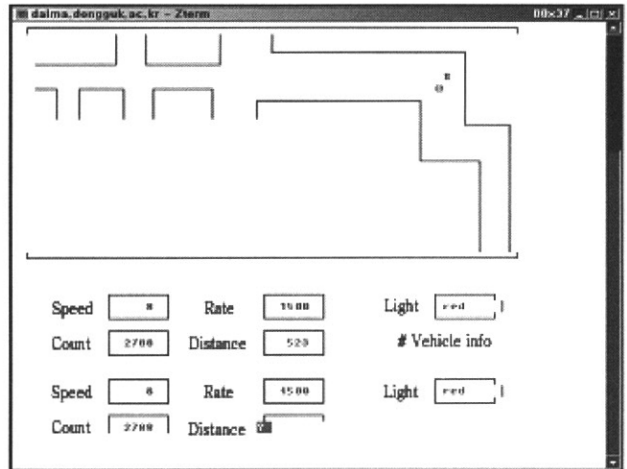 dalma.dongguk.ac.kr - Zterm
#
@
Speed 8 Rate 1500 Light red
Count 2700 Distance 520 # Vehicle info
Speed 8 Rate 1500 Light red
Count 2700 Distance